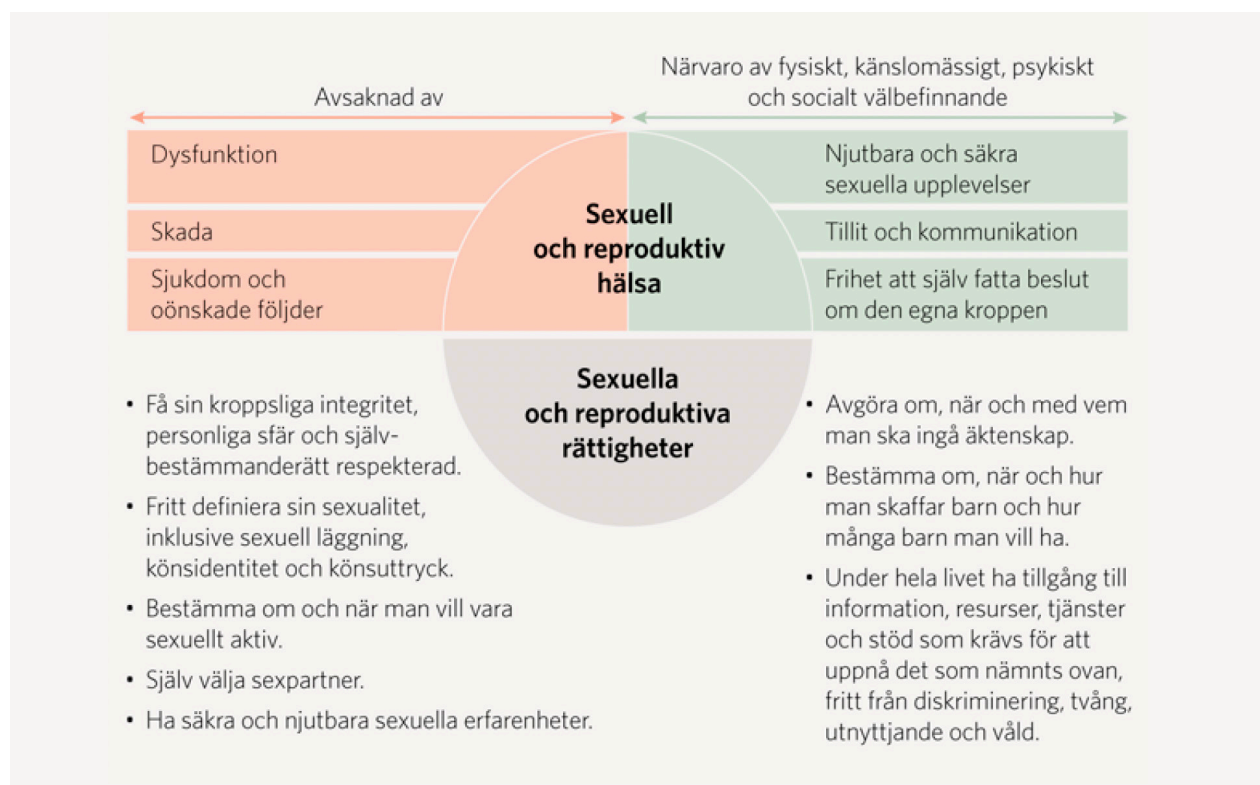 Avsaknad av
Närvaro av fysiskt, känslomässigt, psykiskt
och socialt välbefinnande
Dysfunktion
Skada
Sjukdom och
oönskade följder
Sexuell
och reproduktiv
hälsa
Njutbara och säkra
sexuella upplevelser
Tillit och kommunikation
Frihet att själv fatta beslut
om den egna kroppen
Sexuella
och reproduktiva
rättigheter
• Få sin kroppsliga integritet,
personliga sfär och själv-
bestämmanderätt respekterad.
• Fritt definiera sin sexualitet,
inklusive sexuell läggning,
könsidentitet och könsuttryck.
• Bestämma om och när man vill vara
sexuellt aktiv.
• Själv välja sexpartner.
• Ha säkra och njutbara sexuella erfarenheter.
• Avgöra om, när och med vem
man ska ingå äktenskap.
• Bestämma om, när och hur
man skaffar barn och hur
många barn man vill ha.
• Under hela livet ha tillgång till
information, resurser, tjänster
och stöd som krävs för att
uppnå det som nämnts ovan,
fritt från diskriminering, tvång,
utnyttjande och våld.